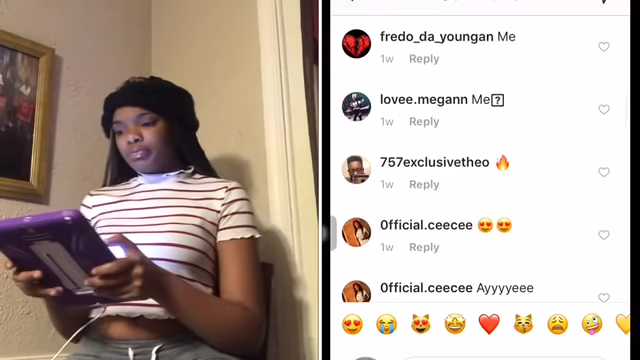 fredo_da_youngan Me
1w Reply
lovee.megann Me
1w Reply
757exclusivetheo 🔥
1w Reply
0fficial.ceecee 😍😍
1w Reply
0fficial.ceecee Ayyyyeee